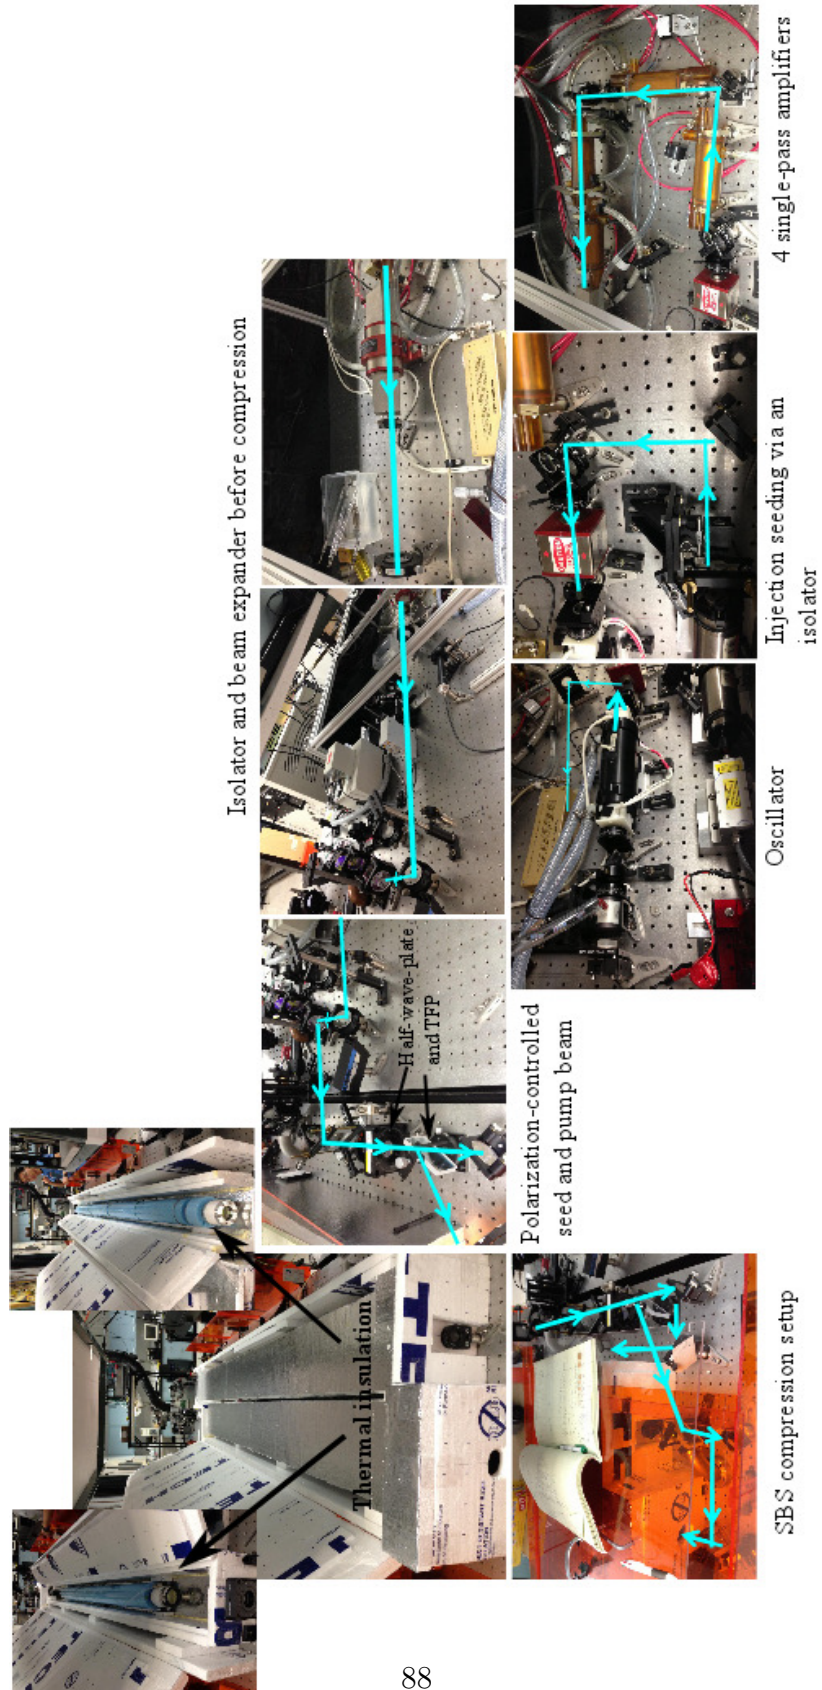 Isolator and beam expander before compression
Thermal insulation
Half-wave-plate
and TFP
Polarization-controlled
seed and pump beam
SBS compression setup
Oscillator
Injection seeding via an
isolator
4 single-pass amplifiers
88